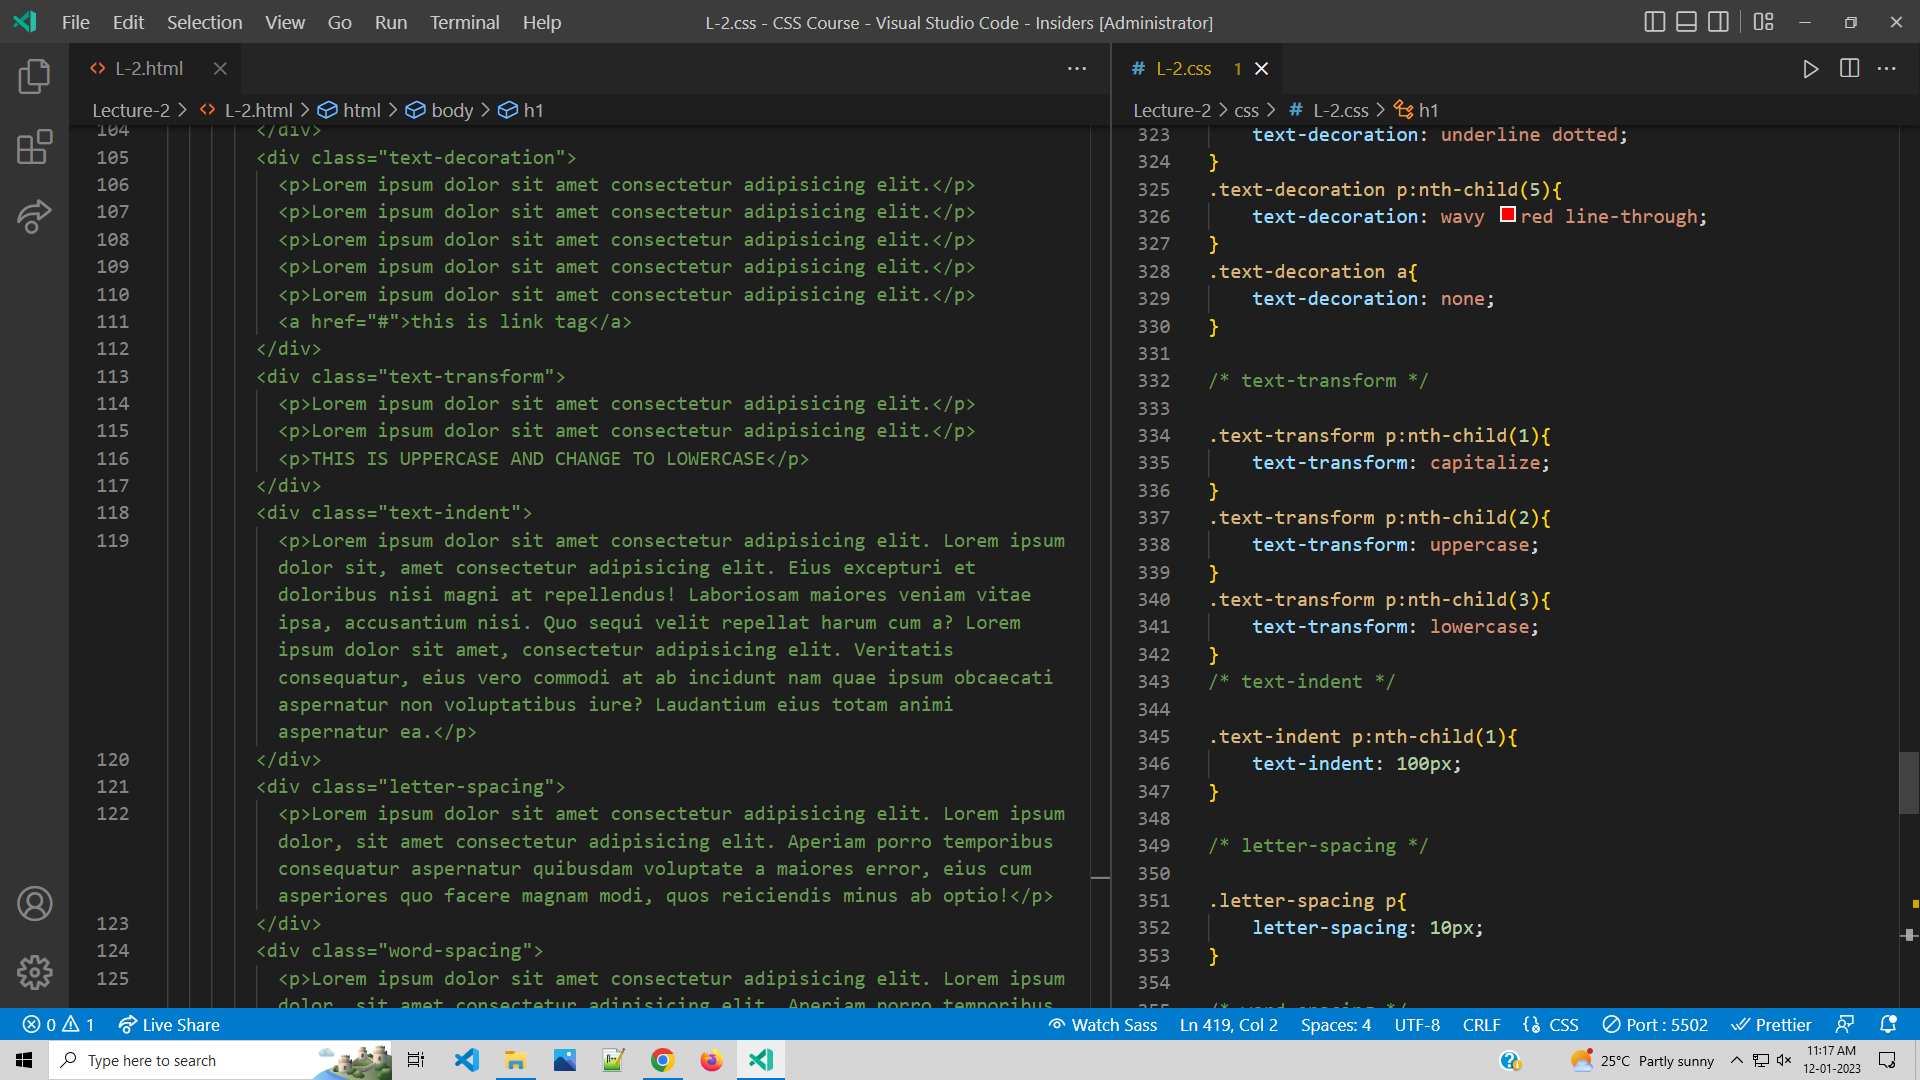 File Edit Selection View Go Run Terminal Help
L-2.css - CSS Course - Visual Studio Code - Insiders [Administrator]
L-2.html
Lecture-2 > L-2.html > html > body > h1
104 </div>
105 <div class="text-decoration">
106 <p>Lorem ipsum dolor sit amet consectetur adipisicing elit.</p>
107 <p>Lorem ipsum dolor sit amet consectetur adipisicing elit.</p>
108 <p>Lorem ipsum dolor sit amet consectetur adipisicing elit.</p>
109 <p>Lorem ipsum dolor sit amet consectetur adipisicing elit.</p>
110 <p>Lorem ipsum dolor sit amet consectetur adipisicing elit.</p>
111 <a href="#">this is link tag</a>
112 </div>
113 <div class="text-transform">
114 <p>Lorem ipsum dolor sit amet consectetur adipisicing elit.</p>
115 <p>Lorem ipsum dolor sit amet consectetur adipisicing elit.</p>
116 <p>THIS IS UPPERCASE AND CHANGE TO LOWERCASE</p>
117 </div>
118 <div class="text-indent">
119 <p>Lorem ipsum dolor sit amet consectetur adipisicing elit. Lorem ipsum
dolor sit, amet consectetur adipisicing elit. Eius excepturi et
doloribus nisi magni at repellendus! Laboriosam maiores veniam vitae
ipsa, accusantium nisi. Quo sequi velit repellat harum cum a? Lorem
ipsum dolor sit amet, consectetur adipisicing elit. Veritatis
consequatur, eius vero commodi at ab incidunt nam quae ipsum obcaecati
aspernatur non voluptatibus iure? Laudantium eius totam animi
aspernatur ea.</p>
120 </div>
121 <div class="letter-spacing">
122 <p>Lorem ipsum dolor sit amet consectetur adipisicing elit. Lorem ipsum
dolor, sit amet consectetur adipisicing elit. Aperiam porro temporibus
consequatur aspernatur quibusdam voluptate a maiores error, eius cum
asperiores quo facere magnam modi, quos reiciendis minus ab optio!</p>
123 </div>
124 <div class="word-spacing">
125 <p>Lorem ipsum dolor sit amet consectetur adipisicing elit. Lorem ipsum
dolor, sit amet consectetur adipisicing elit. Aperiam porro temporibus
# L-2.css 1
Lecture-2 > css > # L-2.css > h1
323 text-decoration: underline dotted;
324 }
325 .text-decoration p:nth-child(5){
326 text-decoration: wavy red line-through;
327 }
328 .text-decoration a{
329 text-decoration: none;
330 }
331
332 /* text-transform */
333
334 .text-transform p:nth-child(1){
335 text-transform: capitalize;
336 }
337 .text-transform p:nth-child(2){
338 text-transform: uppercase;
339 }
340 .text-transform p:nth-child(3){
341 text-transform: lowercase;
342 }
343 /* text-indent */
344
345 .text-indent p:nth-child(1){
346 text-indent: 100px;
347 }
348
349 /* letter-spacing */
350
351 .letter-spacing p{
352 letter-spacing: 10px;
353 }
354
355 /* word-spacing */
0 1 Live Share
Watch Sass Ln 419, Col 2 Spaces: 4 UTF-8 CRLF CSS Port : 5502 Prettier
Type here to search
25°C Partly sunny
11:17 AM
12-01-2023